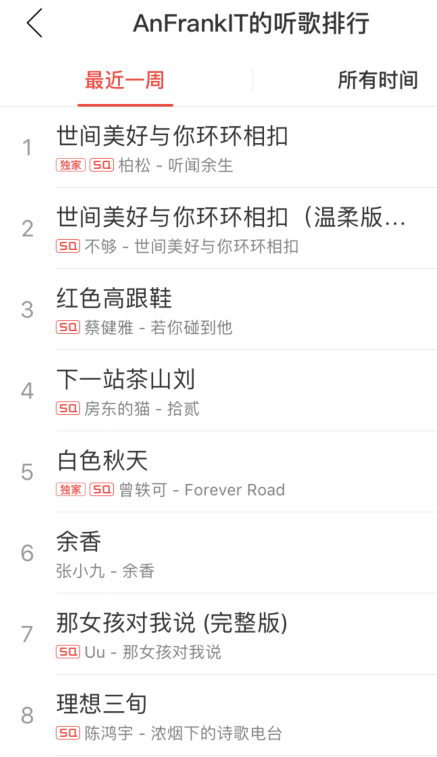 AnFrankIT的听歌排行
最近一周 所有时间
1 世间美好与你环环相扣
独家 SQ 柏松 - 听闻余生
2 世间美好与你环环相扣（温柔版...
SQ 不够 - 世间美好与你环环相扣
3 红色高跟鞋
SQ 蔡健雅 - 若你碰到他
4 下一站茶山刘
SQ 房东的猫 - 拾贰
5 白色秋天
独家 SQ 曾轶可 - Forever Road
6 余香
张小九 - 余香
7 那女孩对我说 (完整版)
SQ Uu - 那女孩对我说
8 理想三旬
SQ 陈鸿宇 - 浓烟下的诗歌电台